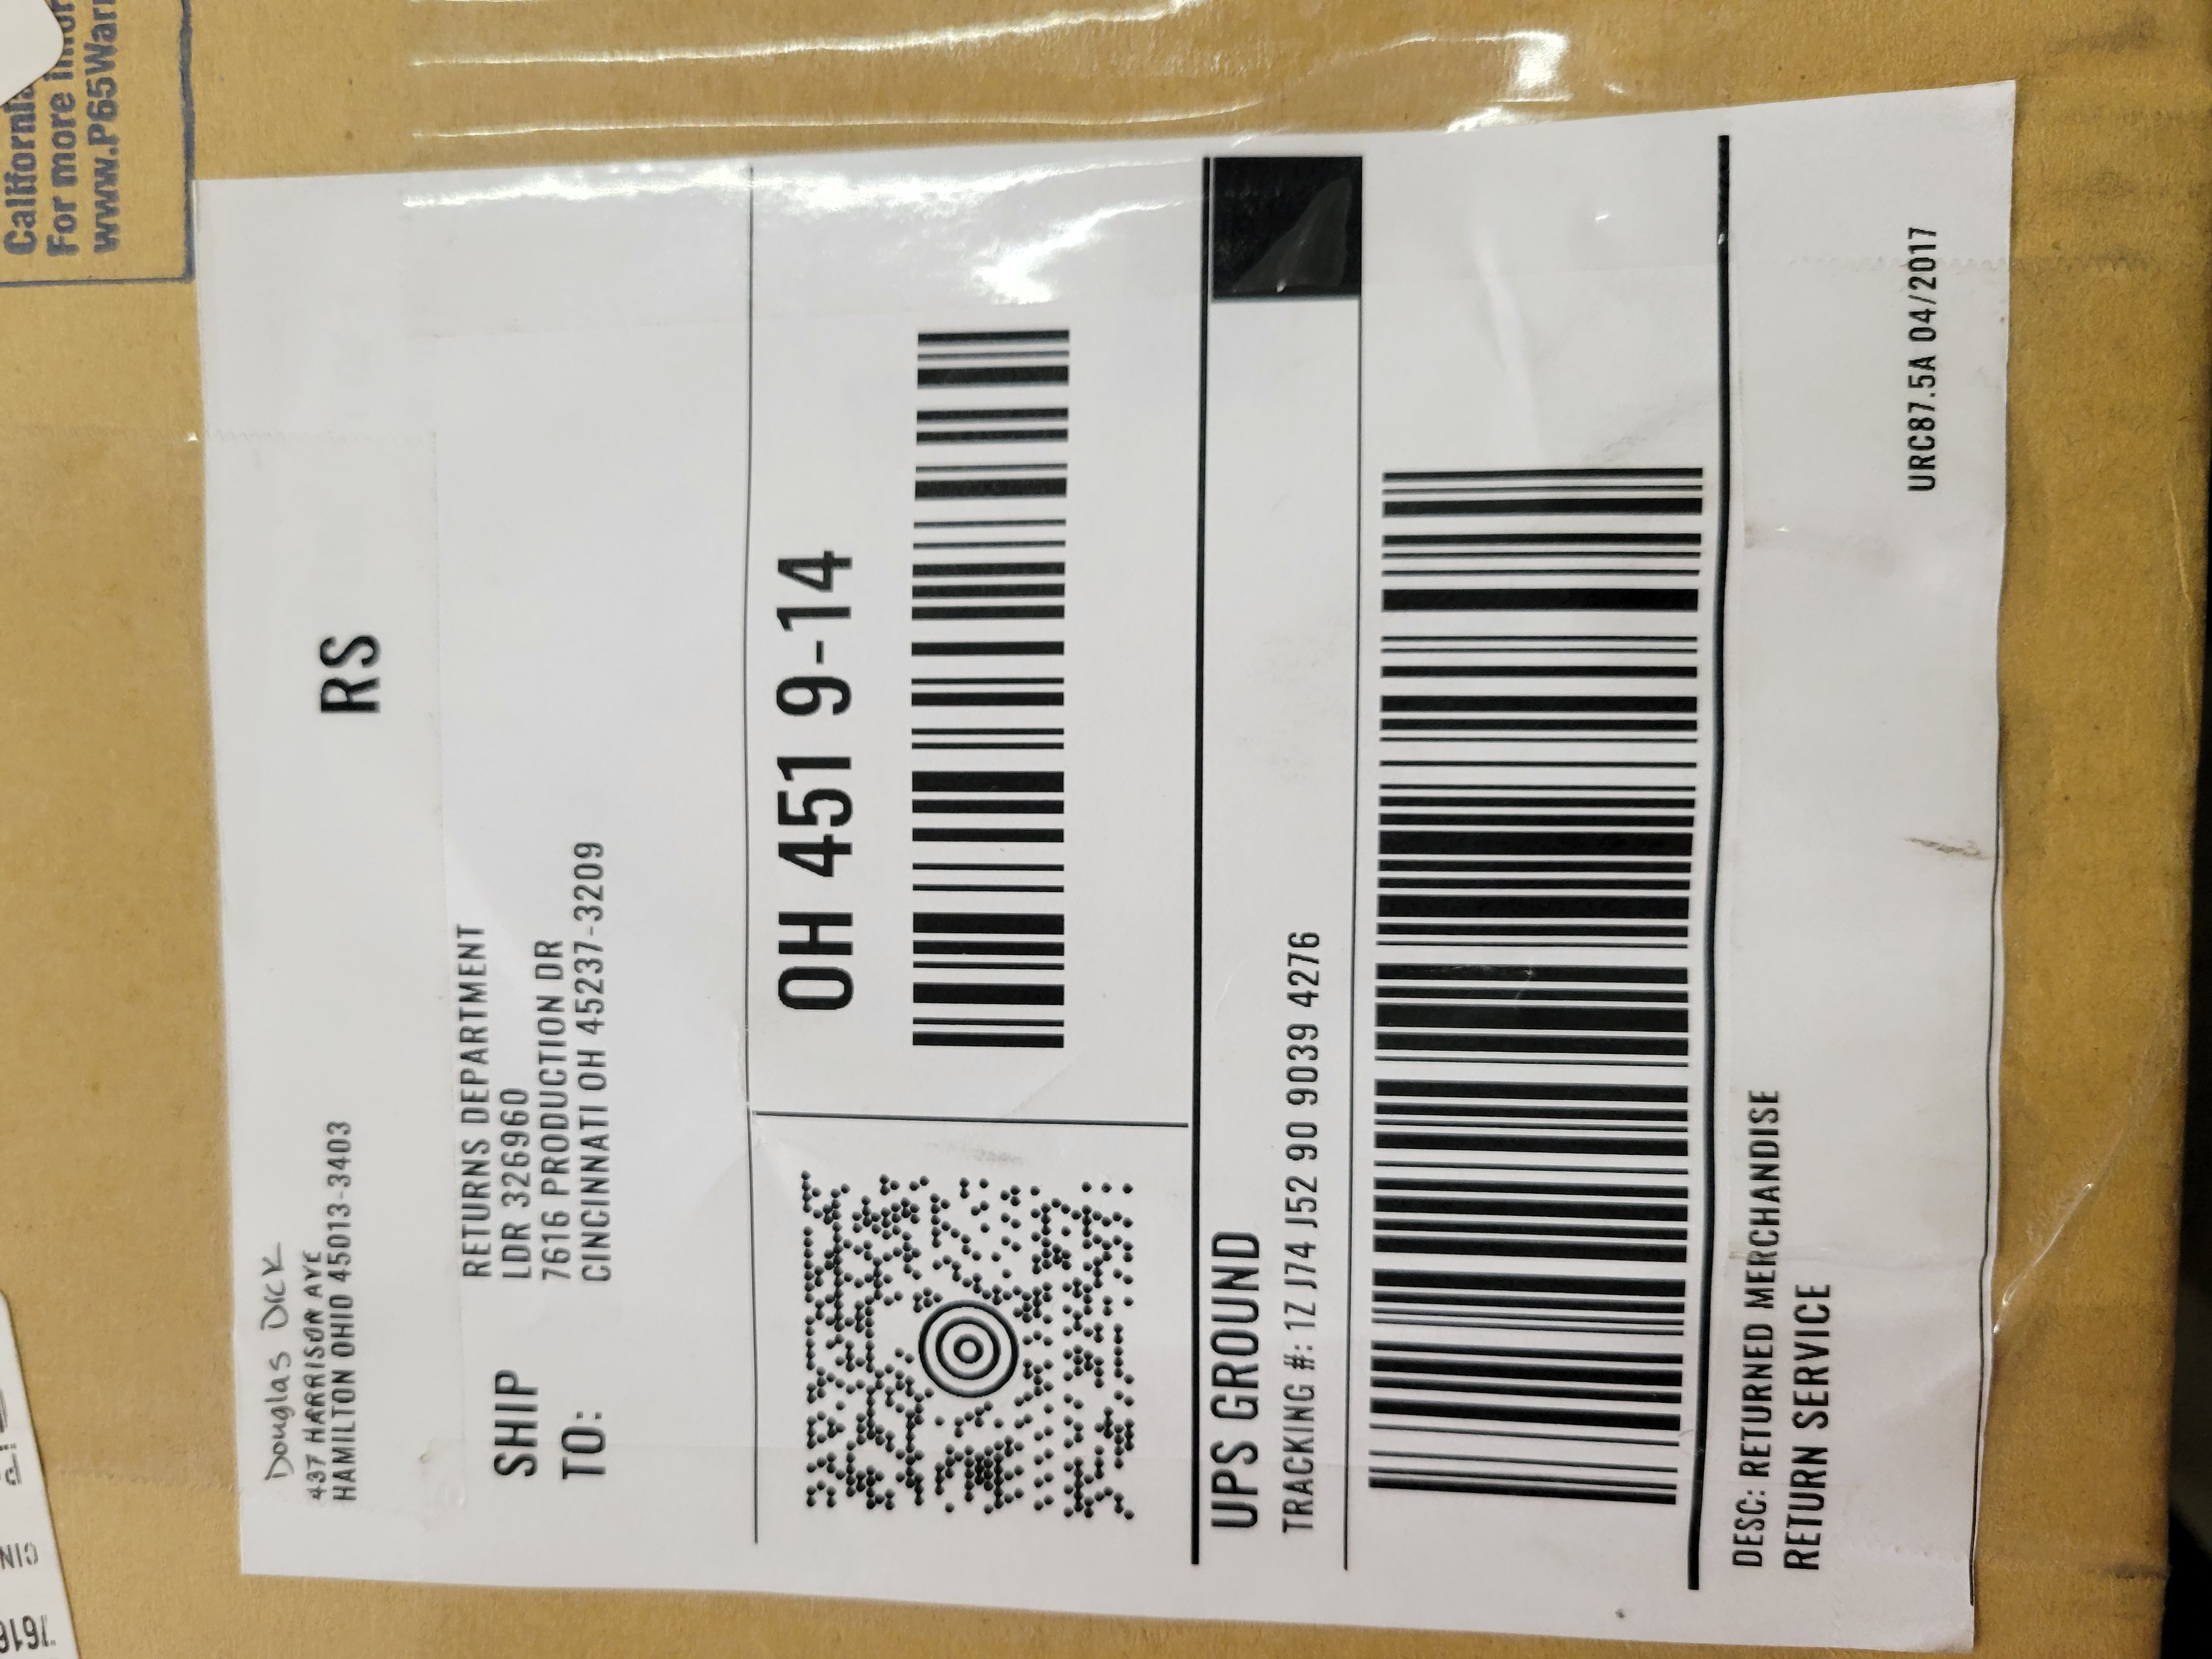 California
For more
www.P65War
Douglas Dick
437 HARRISON AVE
HAMILTON OHIO 45013-3403
RS
SHIP
TO:
RETURNS DEPARTMENT
LDR 326960
7616 PRODUCTION DR
CINCINNATI OH 45237-3209
OH 451 9-14
UPS GROUND
TRACKING #: 1Z J74 J52 90 9039 4276
DESC: RETURNED MERCHANDISE
RETURN SERVICE
URC87.5A 04/2017
CIN
7616